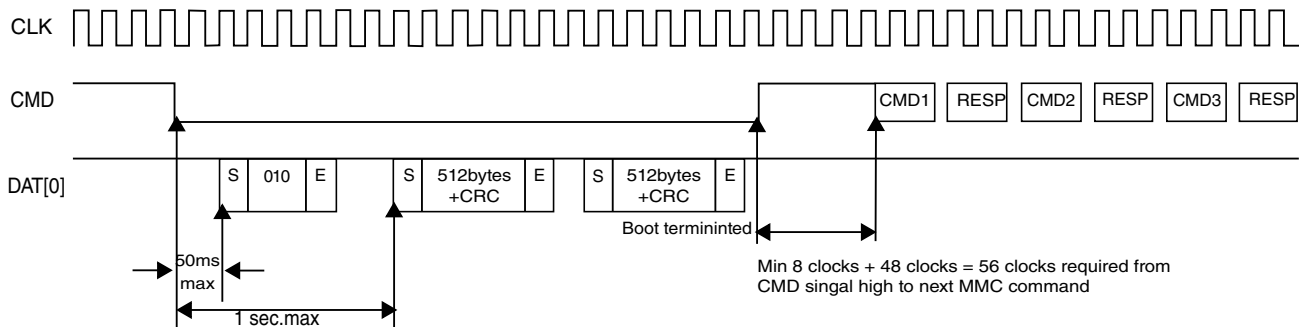 CLK
CMD
CMD1 RESP CMD2 RESP CMD3 RESP
DAT[0]
S 010 E S 512bytes +CRC E S 512bytes +CRC E
Boot termininted
50ms
max
1 sec.max
Min 8 clocks + 48 clocks = 56 clocks required from
CMD singal high to next MMC command